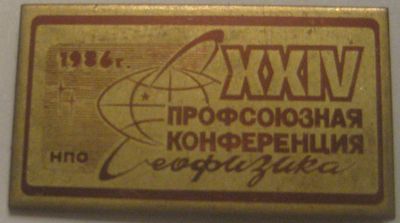 1986г.
XXIV
ПРОФСОЮЗНАЯ
КОНФЕРЕНЦИЯ
НПО Геофизика